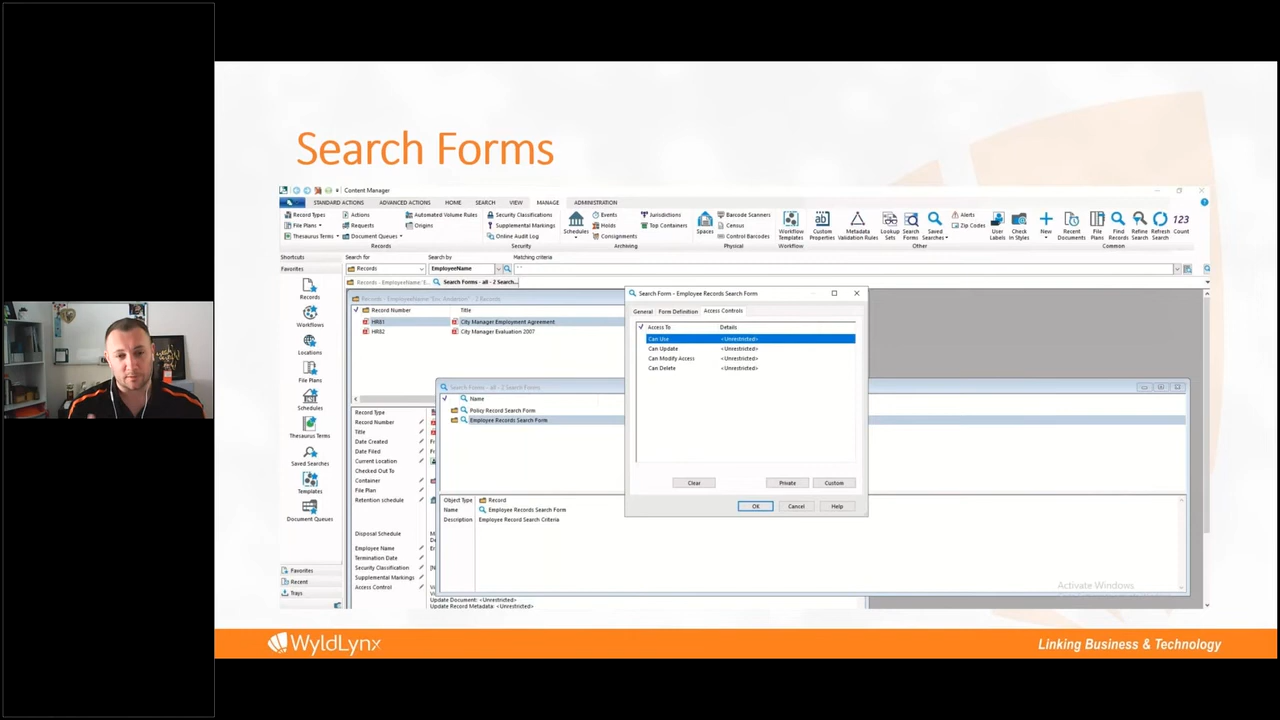 Search Forms
Content Manager
STANDARD ACTIONS ADVANCED ACTIONS HOME SEARCH VIEW MANAGE ADMINISTRATION
Record Types Actions Automated Volume Rules Security Classifications Events Jurisdictions Barcode Scanners Alerts
File Plans Requests Origins Supplemental Markings Holds Top Containers Census Zip Codes
Thesaurus Terms Document Queues Online Audit Log Consignments Control Barcodes
Schedules Spaces Workflow Templates Custom Properties Metadata Validation Rules Lookup Sets Search Forms Saved Searches User Labels Check In Styles New Recent Documents File Plans Find Records Refine Search Refresh Search 123 Count
Records Security Archiving Physical Workflow Other Common
Shortcuts Search for Search by Matching criteria
Favorites Records EmployeeName
Records - EmployeeName:"E... Search Forms - all - 2 Search...
Records
Workflows
Locations
File Plans
Schedules
Thesaurus Terms
Saved Searches
Templates
Document Queues
Favorites
Recent
Trays
Record Number Title
HR81 City Manager Employment Agreement
HR82 City Manager Evaluation 2007
Record Type
Record Number
Title
Date Created
Date Filed
Current Location
Checked Out To
Container
File Plan
Retention schedule
Disposal Schedule
Employee Name
Termination Date
Security Classification
Supplemental Markings
Access Control
Update Document: <Unrestricted>
Update Record Metadata: <Unrestricted>
Search Forms - all - 2 Search Forms
Name
Policy Record Search Form
Employee Records Search Form
Object Type Record
Name Employee Records Search Form
Description Employee Record Search Criteria
Search Form - Employee Records Search Form
General Form Definition Access Controls
Access To Details
Can Use <Unrestricted>
Can Update <Unrestricted>
Can Modify Access <Unrestricted>
Can Delete <Unrestricted>
Clear Private Custom
OK Cancel Help
Activate Windows
WyldLynx
Linking Business & Technology